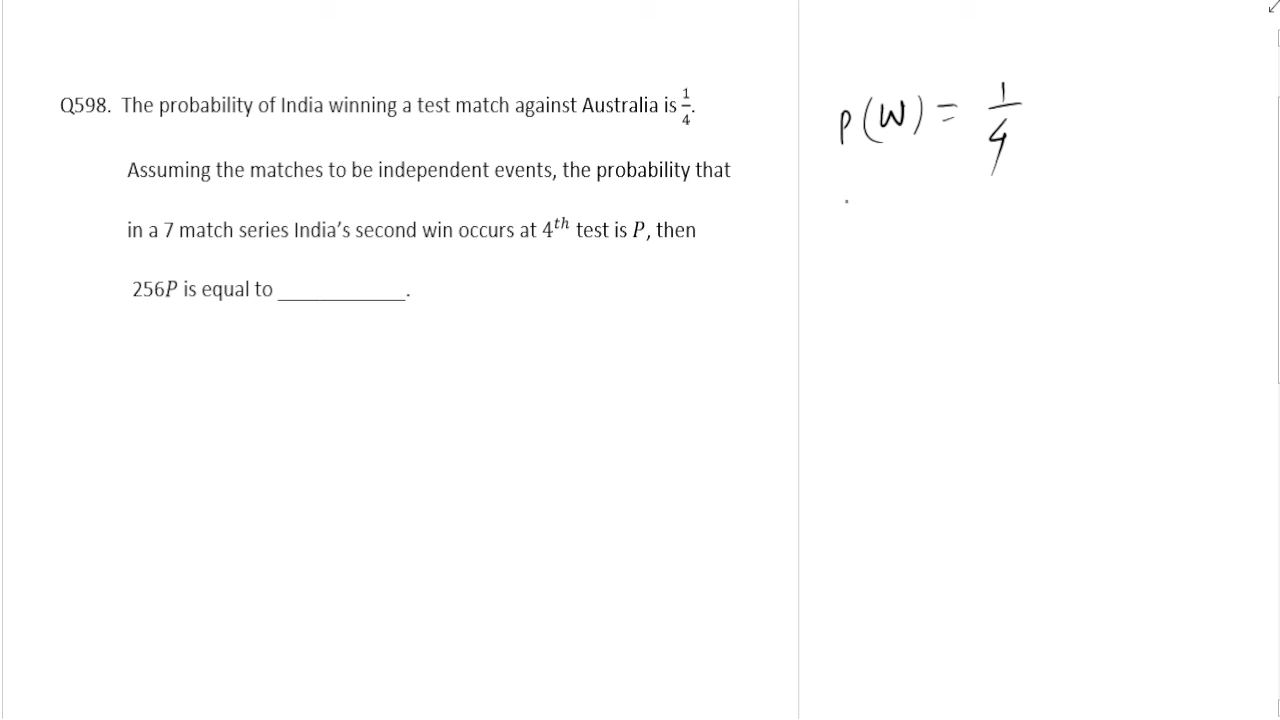 Q598. The probability of India winning a test match against Australia is 1/4.
Assuming the matches to be independent events, the probability that
in a 7 match series India’s second win occurs at 4^th test is P, then
256P is equal to ____________.
P(W) = 1/4